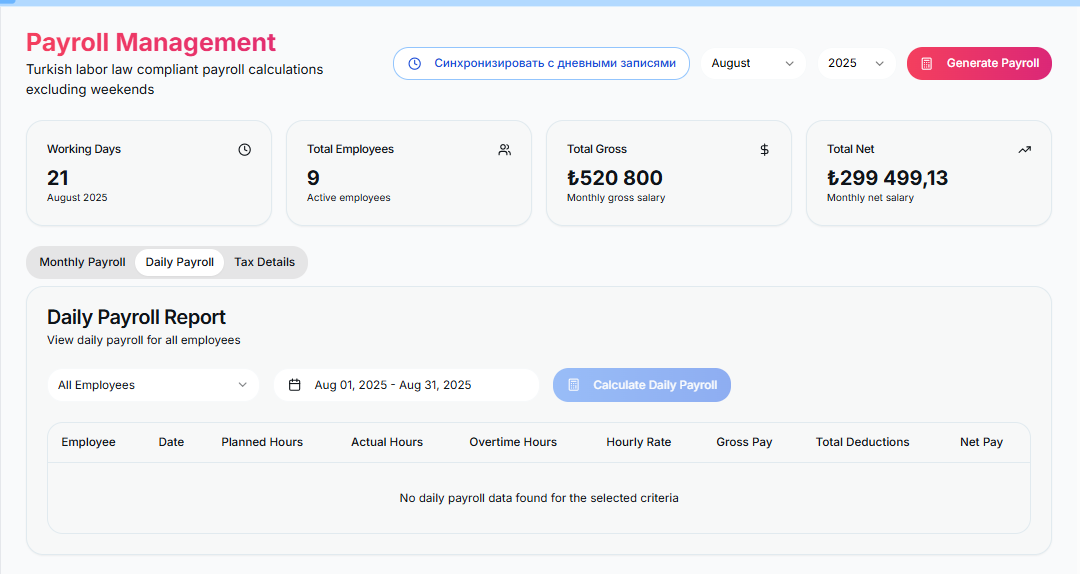 Payroll Management
Turkish labor law compliant payroll calculations
excluding weekends
Синхронизировать с дневными записями
August
2025
Generate Payroll
Working Days
21
August 2025
Total Employees
9
Active employees
Total Gross
₺520 800
Monthly gross salary
Total Net
₺299 499,13
Monthly net salary
Monthly Payroll
Daily Payroll
Tax Details
Daily Payroll Report
View daily payroll for all employees
All Employees
Aug 01, 2025 - Aug 31, 2025
Calculate Daily Payroll
Employee Date Planned Hours Actual Hours Overtime Hours Hourly Rate Gross Pay Total Deductions Net Pay
No daily payroll data found for the selected criteria